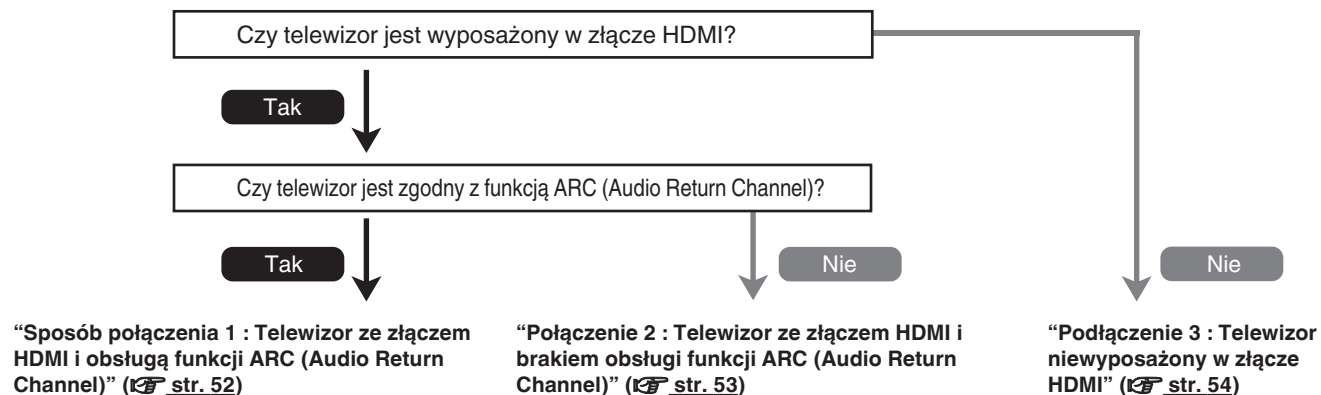 Czy telewizor jest wyposażony w złącze HDMI?
Tak
Czy telewizor jest zgodny z funkcją ARC (Audio Return Channel)?
Tak
Nie
Nie
“Sposób połączenia 1 : Telewizor ze złączem
HDMI i obsługą funkcji ARC (Audio Return
Channel)” (☞ str. 52)
“Połączenie 2 : Telewizor ze złączem HDMI i
brakiem obsługi funkcji ARC (Audio Return
Channel)” (☞ str. 53)
“Podłączenie 3 : Telewizor
niewyposażony w złącze
HDMI” (☞ str. 54)